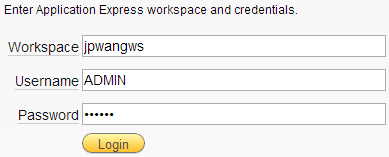 Enter Application Express workspace and credentials.
Workspace jpwangws
Username ADMIN
Password ••••••
Login